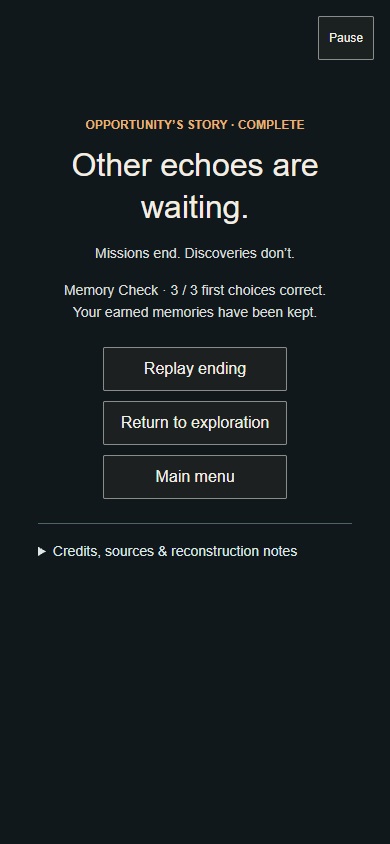 Pause
OPPORTUNITY’S STORY · COMPLETE
Other echoes are
waiting.
Missions end. Discoveries don’t.
Memory Check · 3 / 3 first choices correct.
Your earned memories have been kept.
Replay ending
Return to exploration
Main menu
Credits, sources & reconstruction notes